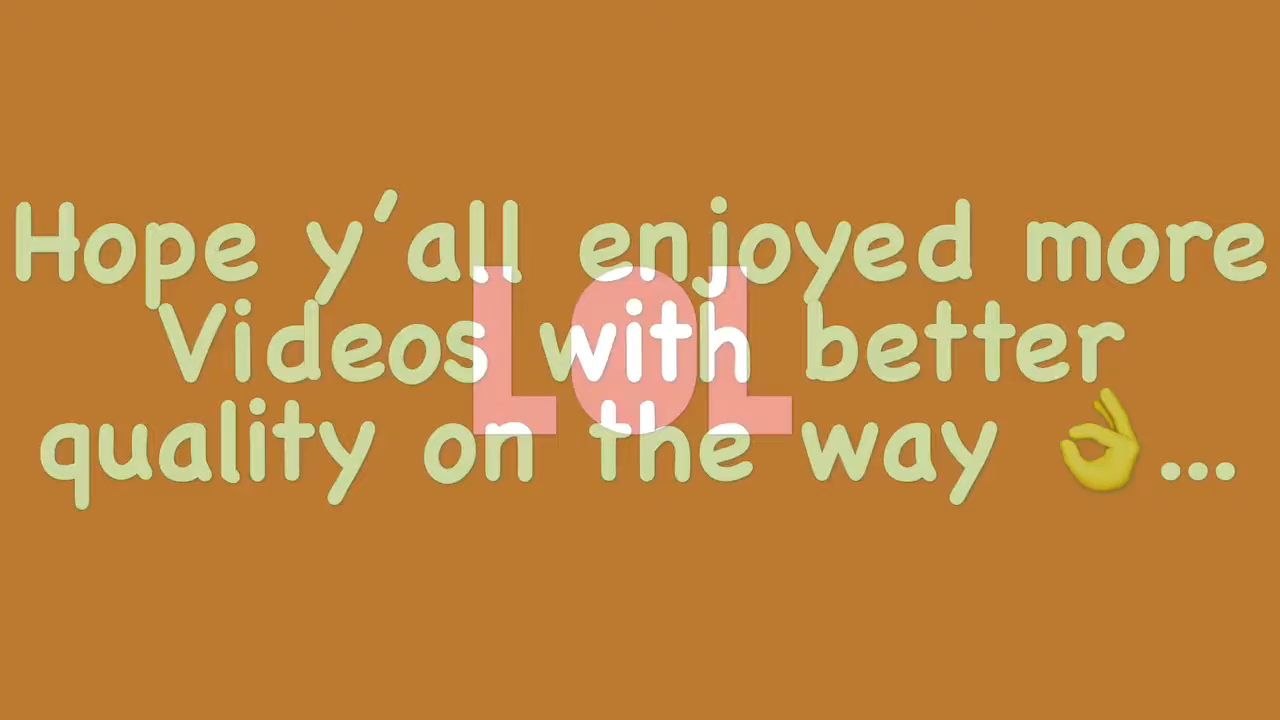 Hope y’all enjoyed more
Videos with better
quality on the way 👌...
LOL